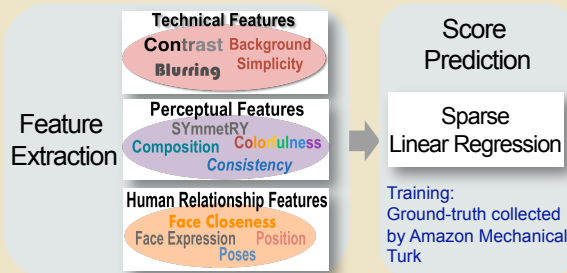 Feature
Extraction
Technical Features
Contrast Background
Blurring Simplicity
Perceptual Features
SYmmetRY
Composition Colorfulness
Consistency
Human Relationship Features
Face Closeness
Face Expression Position
Poses
Score
Prediction
Sparse
Linear Regression
Training:
Ground-truth collected
by Amazon Mechanical
Turk